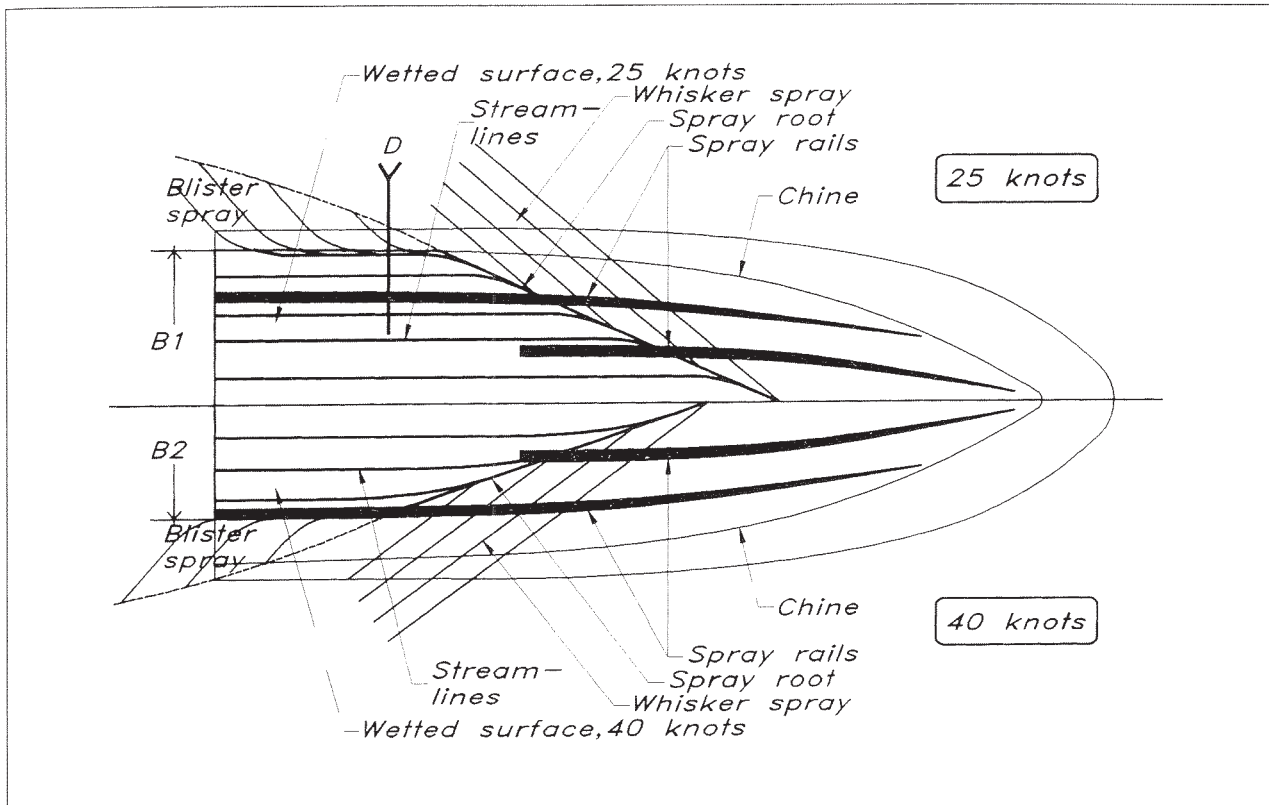 Wetted surface, 25 knots
Whisker spray
Stream-
lines
Spray root
Spray rails
D
25 knots
Blister
spray
Chine
B1
B2
Blister
spray
Chine
40 knots
Spray rails
Stream-
lines
Spray root
Whisker spray
Wetted surface, 40 knots